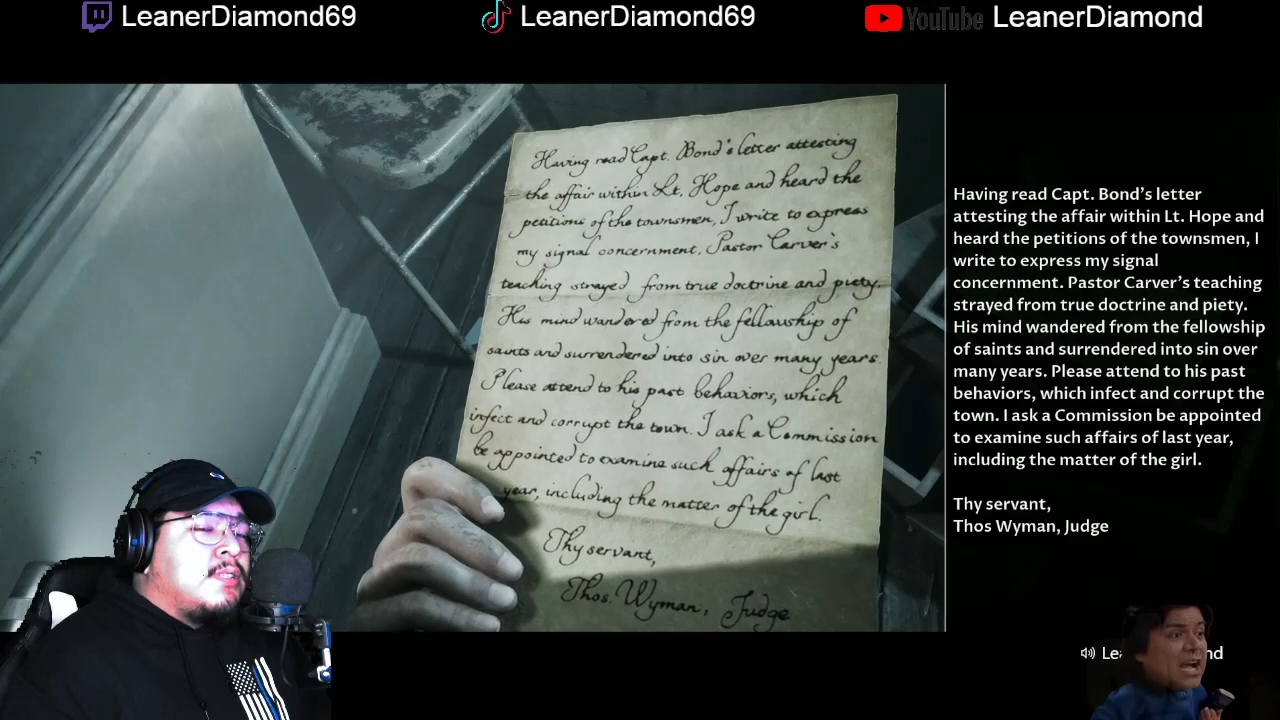 LeanerDiamond69
LeanerDiamond69
YouTube LeanerDiamond
Having read Capt. Bond's letter attesting
the affair within Lt. Hope and heard the
petitions of the townsmen, I write to express
my signal concernment. Pastor Carver's
teaching strayed from true doctrine and piety.
His mind wandered from the fellowship of
saints and surrendered into sin over many years.
Please attend to his past behaviors, which
infect and corrupt the town. I ask a Commission
be appointed to examine such affairs of last
year, including the matter of the girl.
Thy servant,
Thos. Wyman, Judge
Having read Capt. Bond's letter
attesting the affair within Lt. Hope and
heard the petitions of the townsmen, I
write to express my signal
concernment. Pastor Carver's teaching
strayed from true doctrine and piety.
His mind wandered from the fellowship
of saints and surrendered into sin over
many years. Please attend to his past
behaviors, which infect and corrupt the
town. I ask a Commission be appointed
to examine such affairs of last year,
including the matter of the girl.
Thy servant,
Thos Wyman, Judge